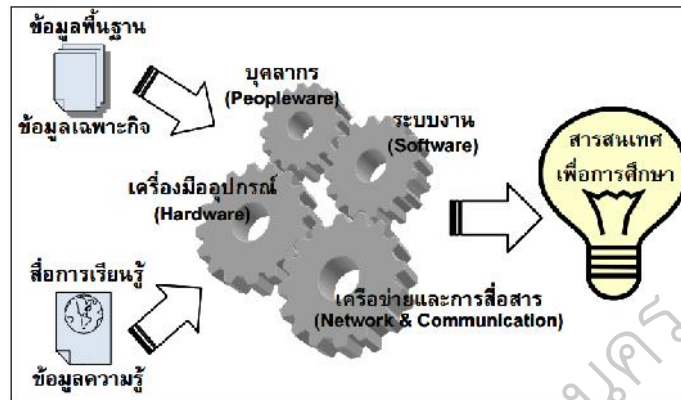 ข้อมูลพื้นฐาน
ข้อมูลเฉพาะกิจ
บุคลากร
(Peopleware)
ระบบงาน
(Software)
เครื่องมืออุปกรณ์
(Hardware)
สื่อการเรียนรู้
ข้อมูลความรู้
เครือข่ายและการสื่อสาร
(Network & Communication)
สารสนเทศ
เพื่อการศึกษา